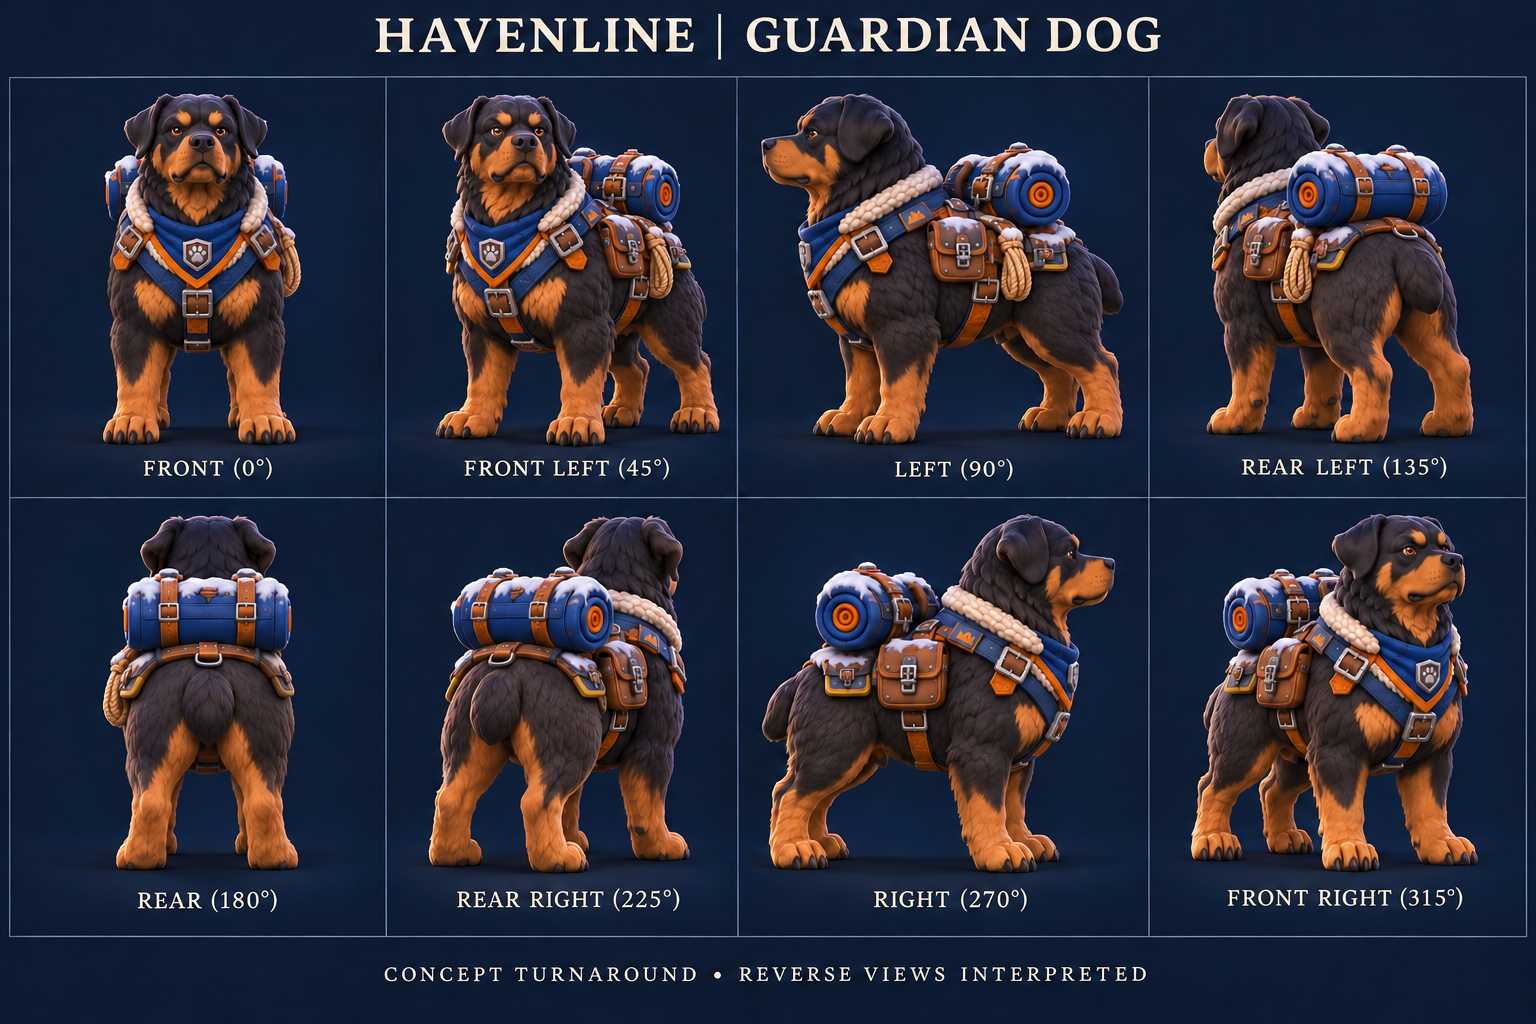 HAVENLINE | GUARDIAN DOG
FRONT (0°)
FRONT LEFT (45°)
LEFT (90°)
REAR LEFT (135°)
REAR (180°)
REAR RIGHT (225°)
RIGHT (270°)
FRONT RIGHT (315°)
CONCEPT TURNAROUND • REVERSE VIEWS INTERPRETED